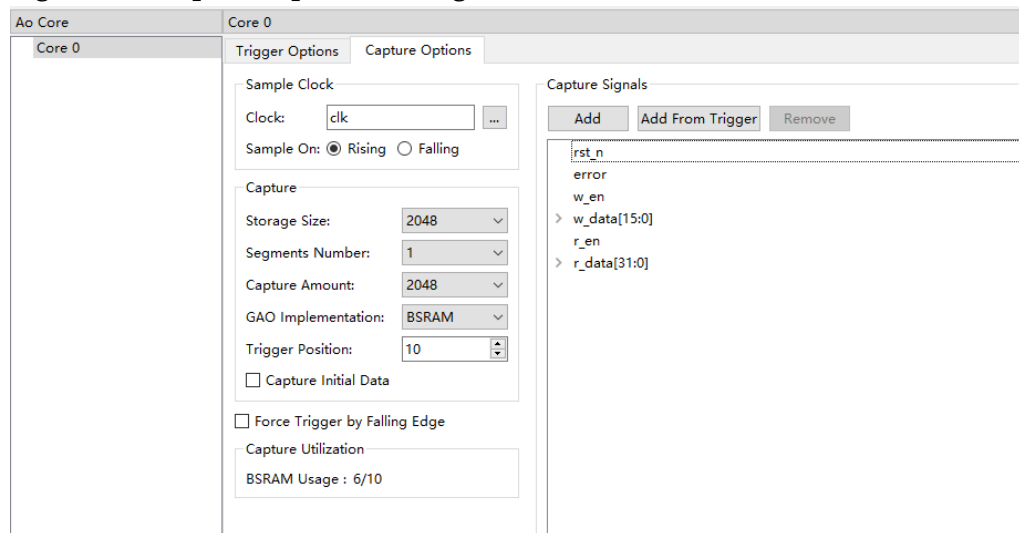 Ao Core
Core 0
Core 0
Trigger Options
Capture Options
Sample Clock
Clock:
clk
...
Sample On:
Rising
Falling
Capture
Storage Size:
2048
Segments Number:
1
Capture Amount:
2048
GAO Implementation:
BSRAM
Trigger Position:
10
Capture Initial Data
Force Trigger by Falling Edge
Capture Utilization
BSRAM Usage : 6/10
Capture Signals
Add
Add From Trigger
Remove
rst_n
error
w_en
w_data[15:0]
r_en
r_data[31:0]